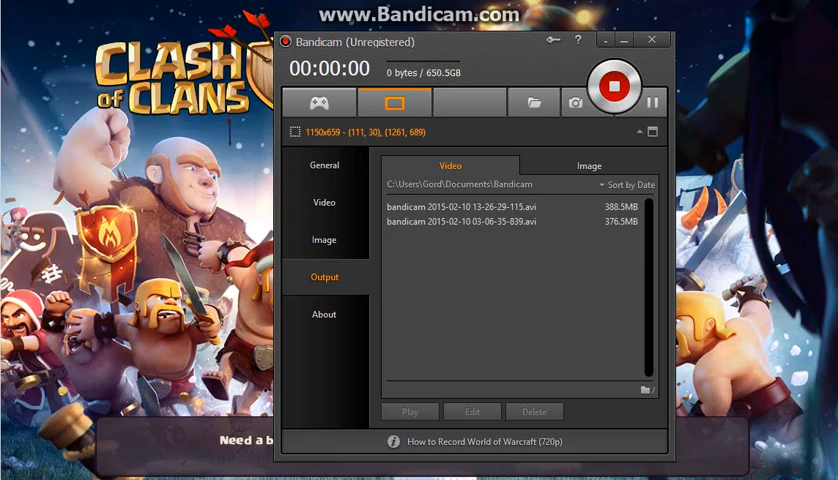 www.Bandicam.com
CLASH
OF CLANS
Bandicam (Unregistered)
?
00:00:00
0 bytes / 650.5GB
1150x659 - (111, 30), (1261, 689)
General
Video
Image
Output
About
Video
Image
C:\Users\Gord\Documents\Bandicam
Sort by Date
bandicam 2015-02-10 13-26-29-115.avi 388.5MB
bandicam 2015-02-10 03-06-35-839.avi 376.5MB
/
Play
Edit
Delete
How to Record World of Warcraft (720p)
Need a b